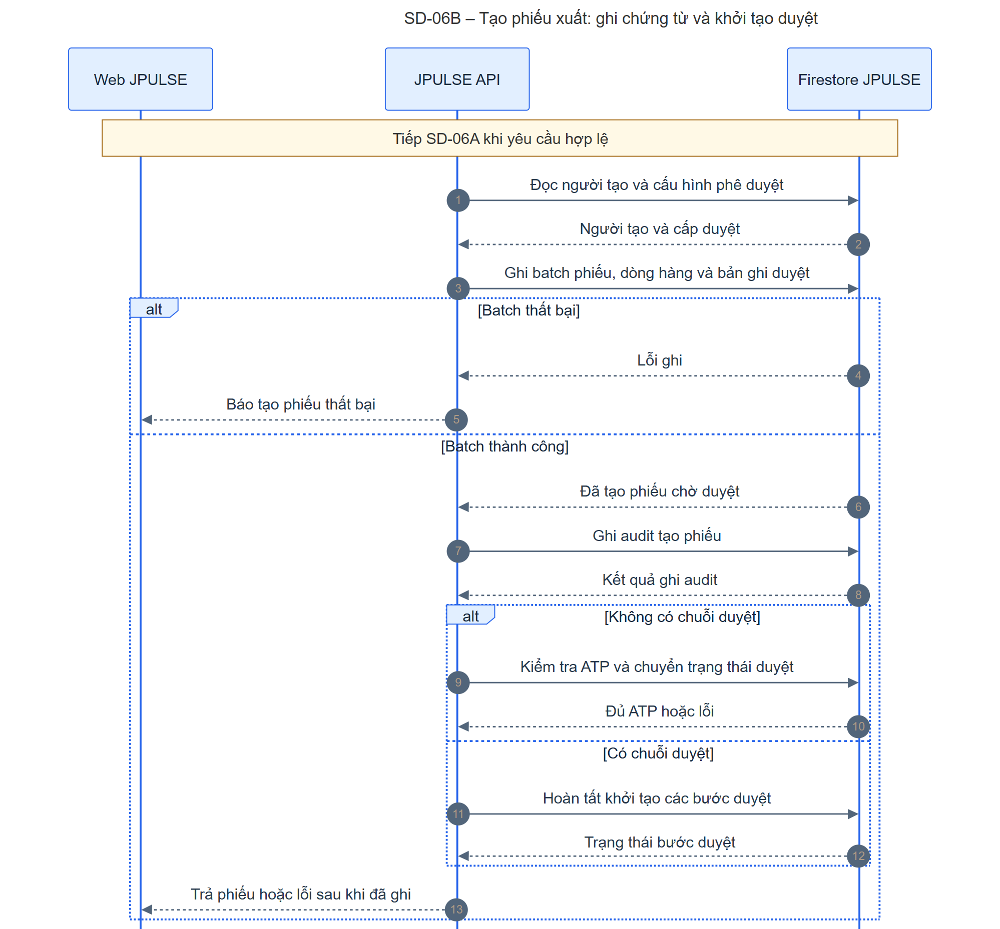 SD-06B – Tạo phiếu xuất: ghi chứng từ và khởi tạo duyệt
Web JPULSE
JPULSE API
Firestore JPULSE
Tiếp SD-06A khi yêu cầu hợp lệ
Đọc người tạo và cấu hình phê duyệt
1
Người tạo và cấp duyệt
2
Ghi batch phiếu, dòng hàng và bản ghi duyệt
3
alt
[Batch thất bại]
Lỗi ghi
4
Báo tạo phiếu thất bại
5
[Batch thành công]
Đã tạo phiếu chờ duyệt
6
Ghi audit tạo phiếu
7
Kết quả ghi audit
8
alt
[Không có chuỗi duyệt]
Kiểm tra ATP và chuyển trạng thái duyệt
9
Đủ ATP hoặc lỗi
10
[Có chuỗi duyệt]
Hoàn tất khởi tạo các bước duyệt
11
Trạng thái bước duyệt
12
Trả phiếu hoặc lỗi sau khi đã ghi
13